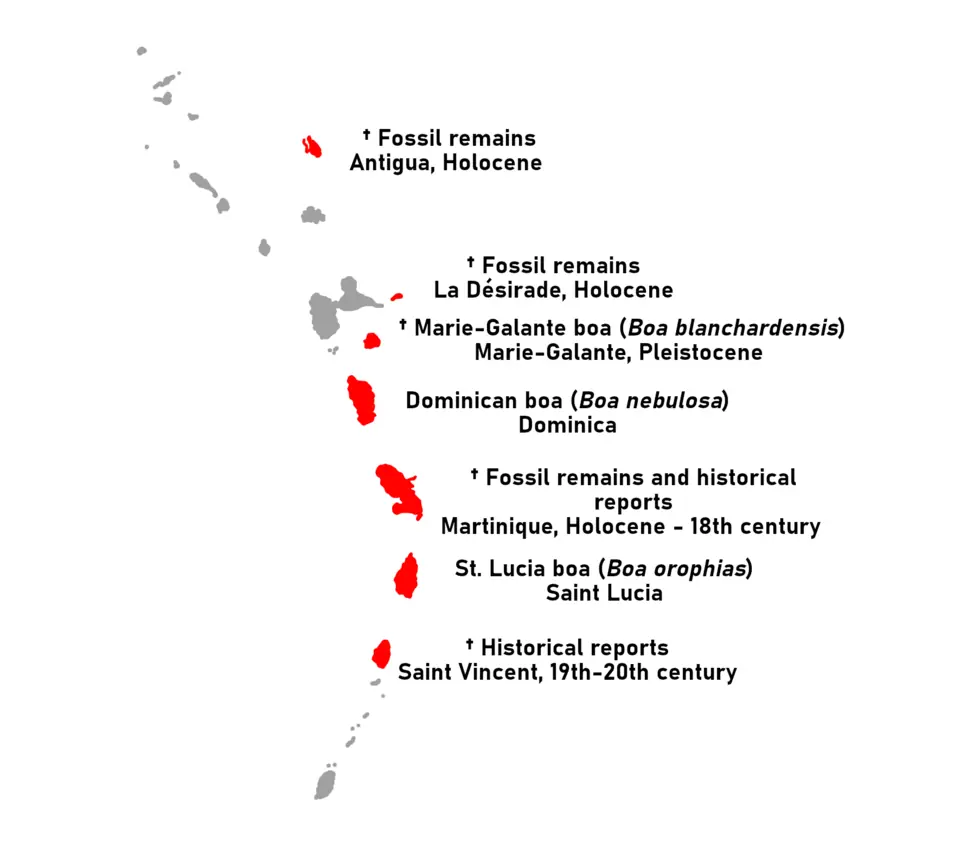 † Fossil remains
Antigua, Holocene
† Fossil remains
La Désirade, Holocene
† Marie-Galante boa (Boa blanchardensis)
Marie-Galante, Pleistocene
Dominican boa (Boa nebulosa)
Dominica
† Fossil remains and historical
reports
Martinique, Holocene - 18th century
St. Lucia boa (Boa orophias)
Saint Lucia
† Historical reports
Saint Vincent, 19th-20th century